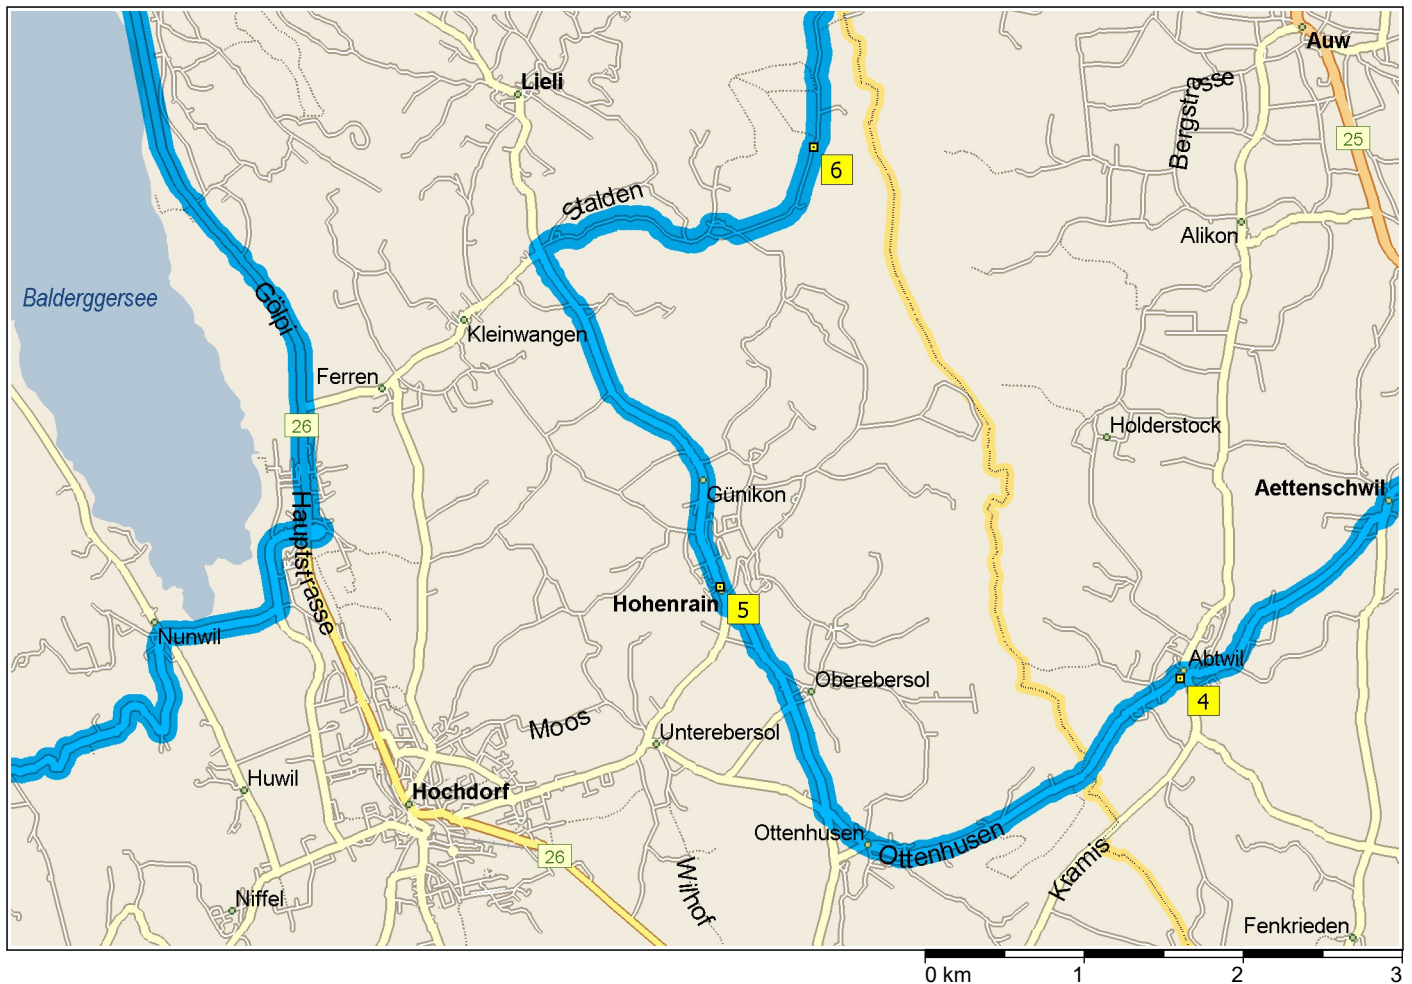 Auw
Lieli
Bergstrasse
25
6
Stalden
Alikon
Balderggersee
Gölpi
Kleinwangen
Ferren
26
Holderstock
Aettenschwil
Günikon
Hauptstrasse
Hohenrain
5
Nunwil
Abtwil
Oberebersol
4
Moos
Unterebersol
Huwil
Hochdorf
Ottenhusen
Ottenhusen
26
Kramis
Wilhof
Niffel
Fenkrieden
0 km 1 2 3